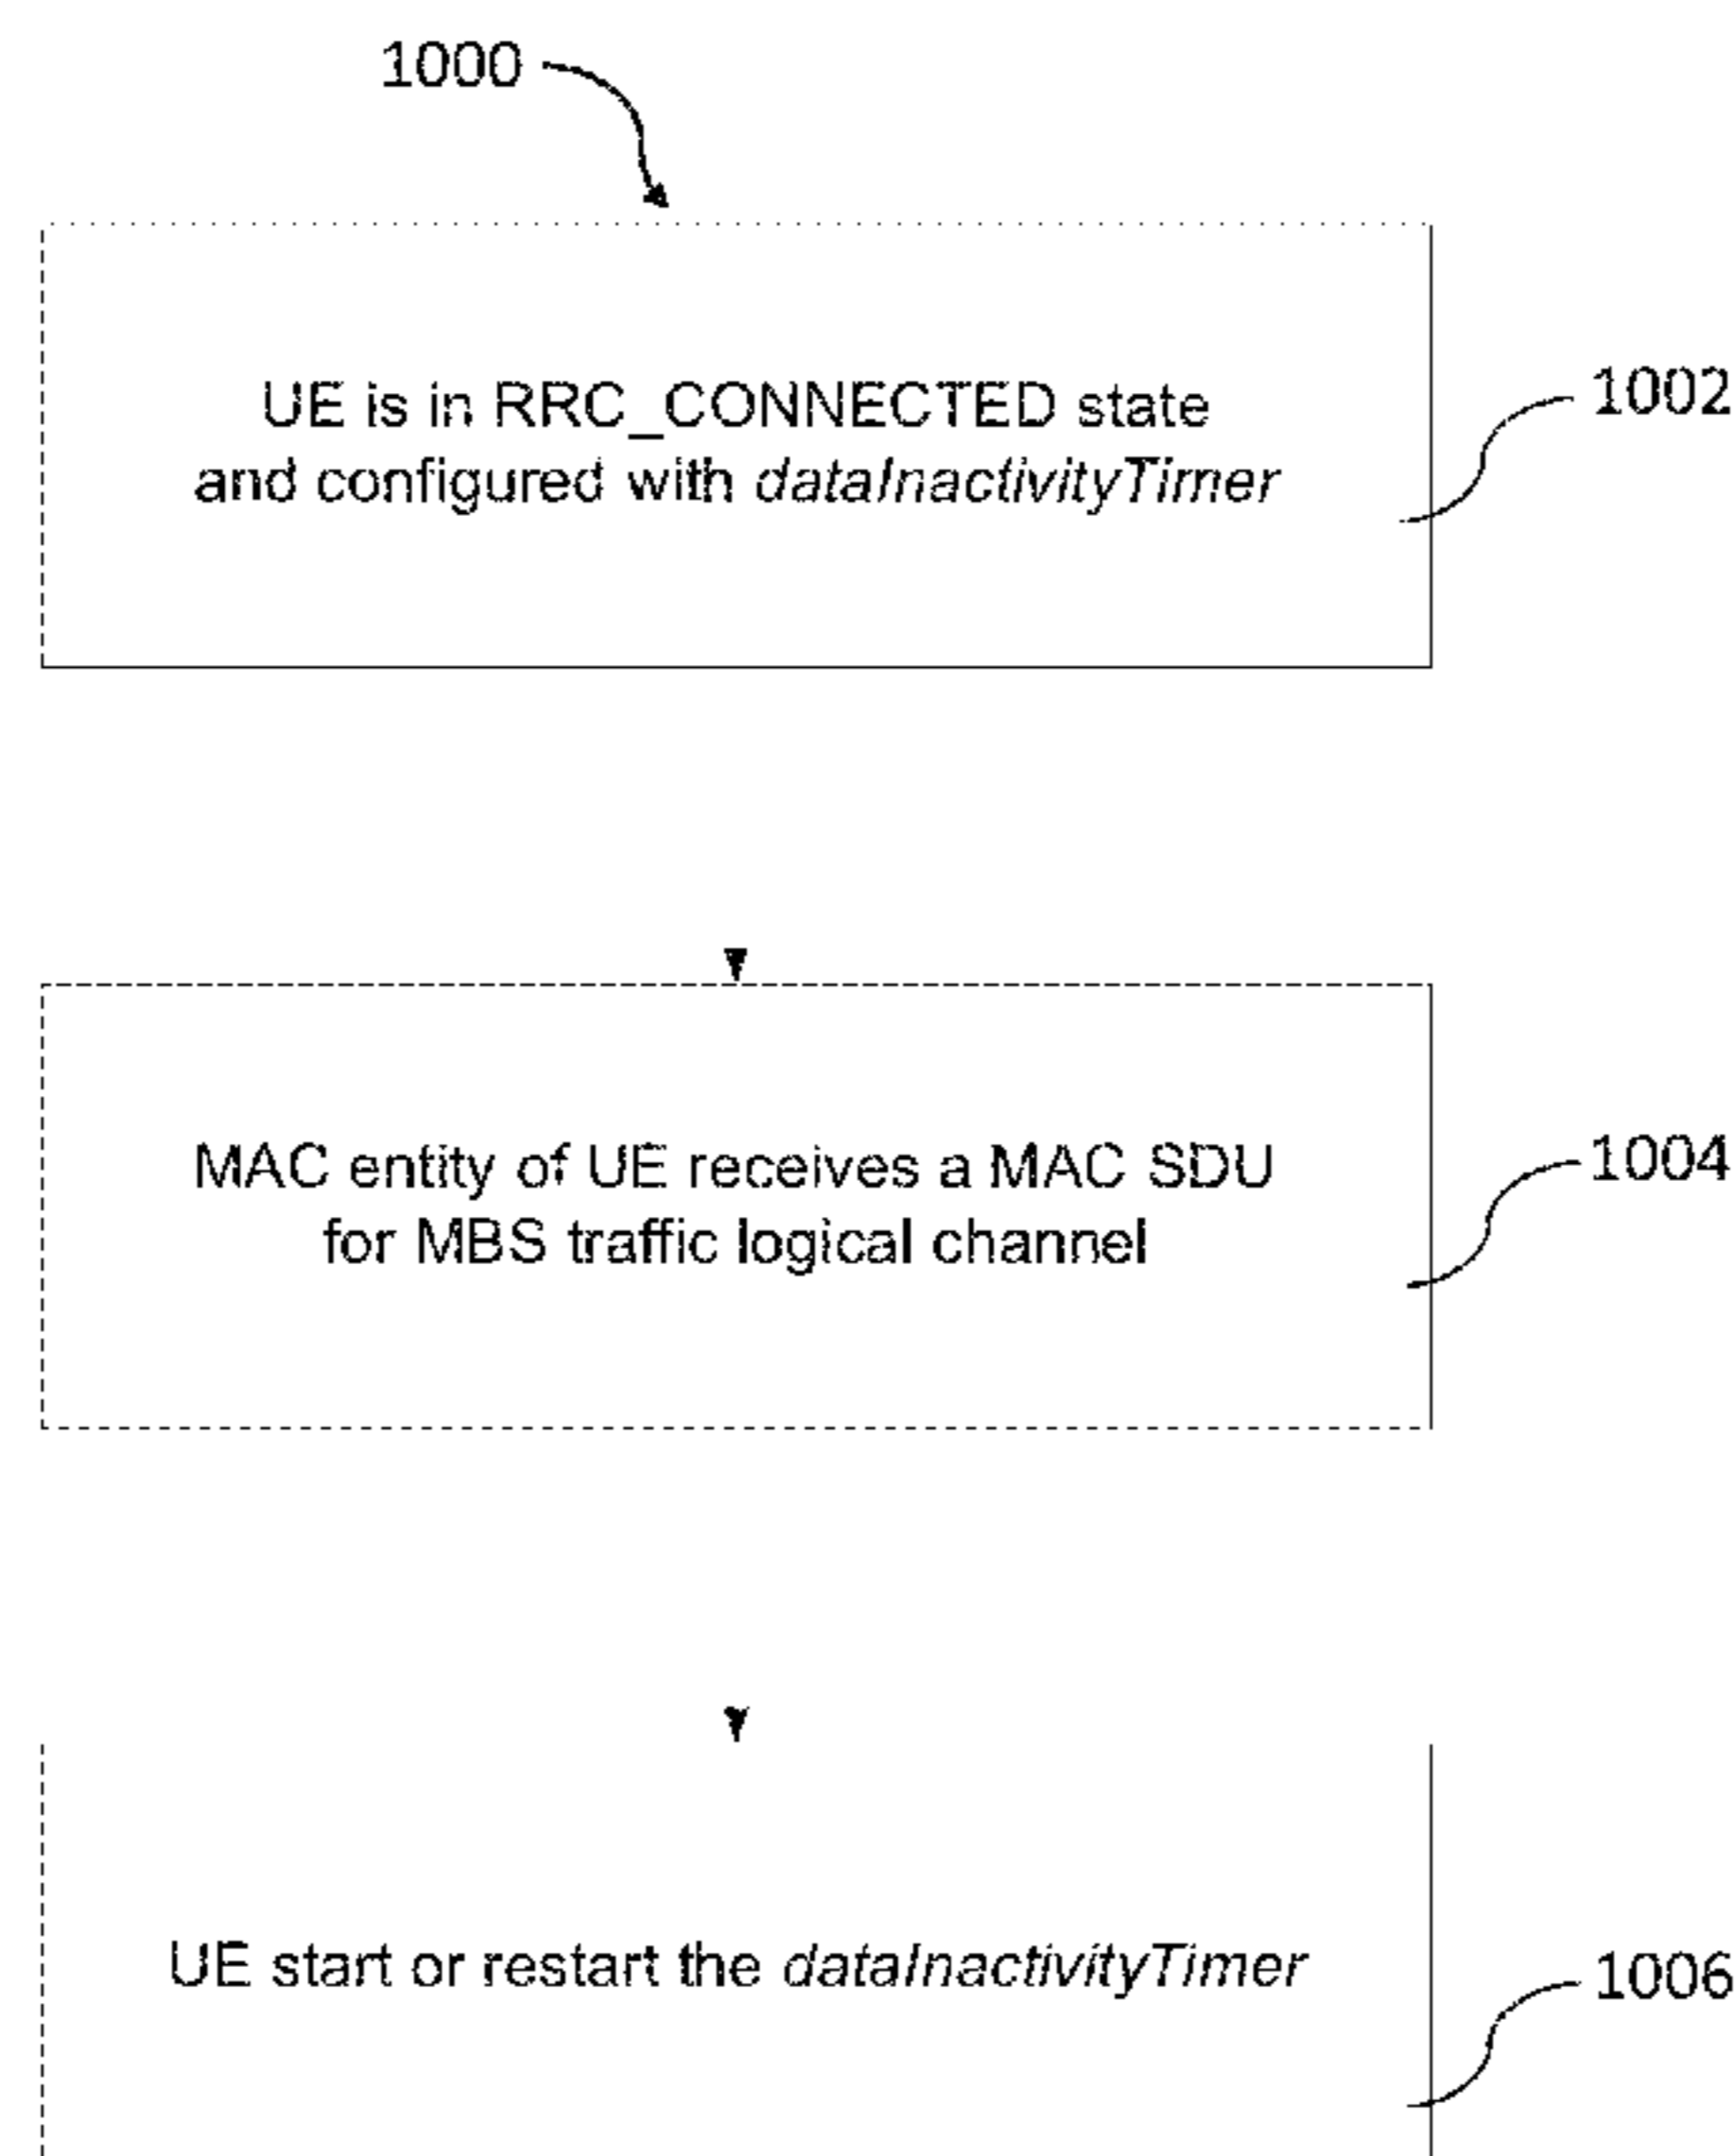 1000
UE is in RRC_CONNECTED state
and configured with dataInactivityTimer
1002
MAC entity of UE receives a MAC SDU
for MBS traffic logical channel
1004
UE start or restart the dataInactivityTimer
1006